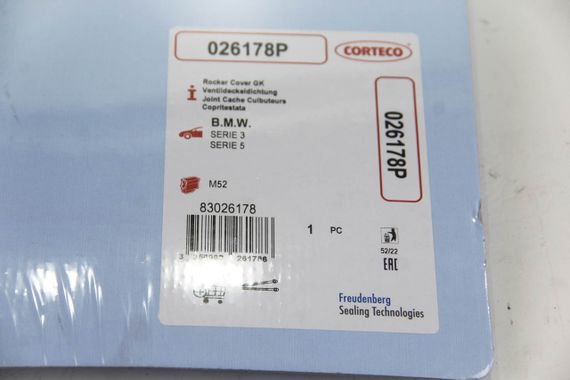 026178P
CORTECO
Rocker Cover GK
Ventildeckeldichtung
Joint Cache Culbuteurs
Copritestata
026178P
B.M.W.
SERIE 3
SERIE 5
M52
83026178
1 PC
261786
52/22
EAC
Freudenberg
Sealing Technologies